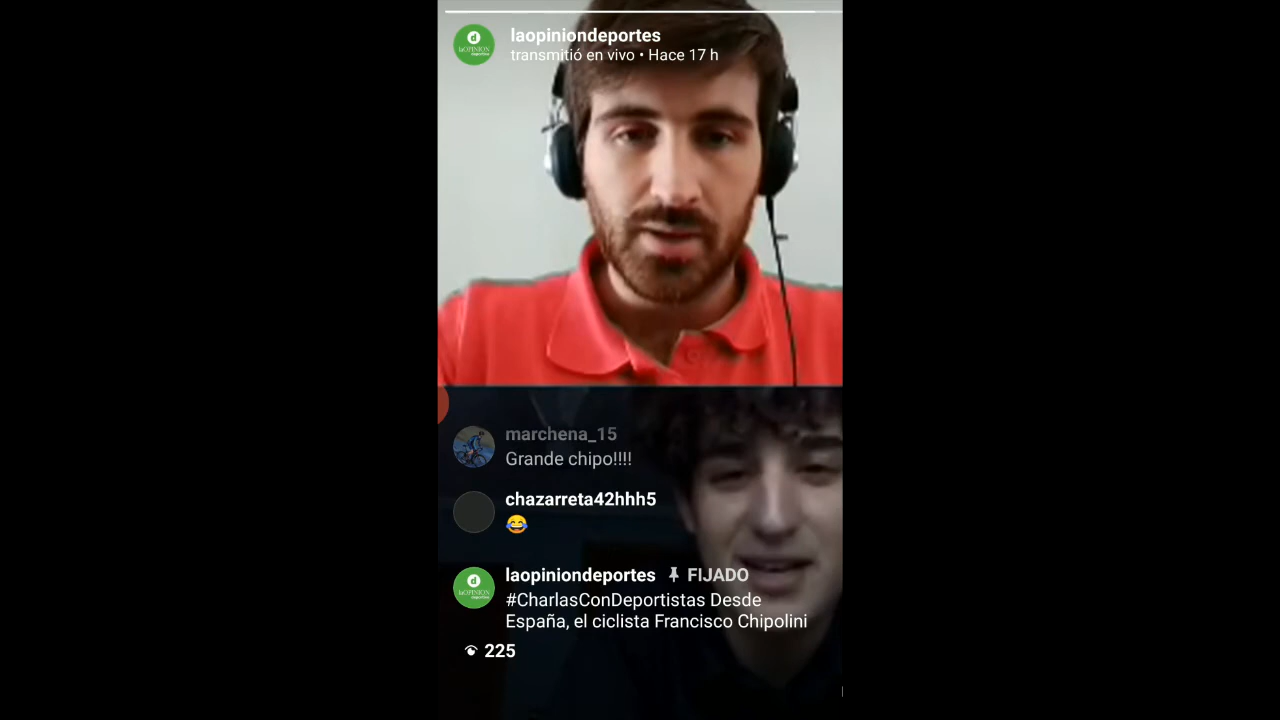 laopiniondeportes
transmitió en vivo • Hace 17 h
marchena_15
Grande chipo!!!!
chazarreta42hhh5
😂
laopiniondeportes FIJADO
#CharlasConDeportistas Desde
España, el ciclista Francisco Chipolini
225